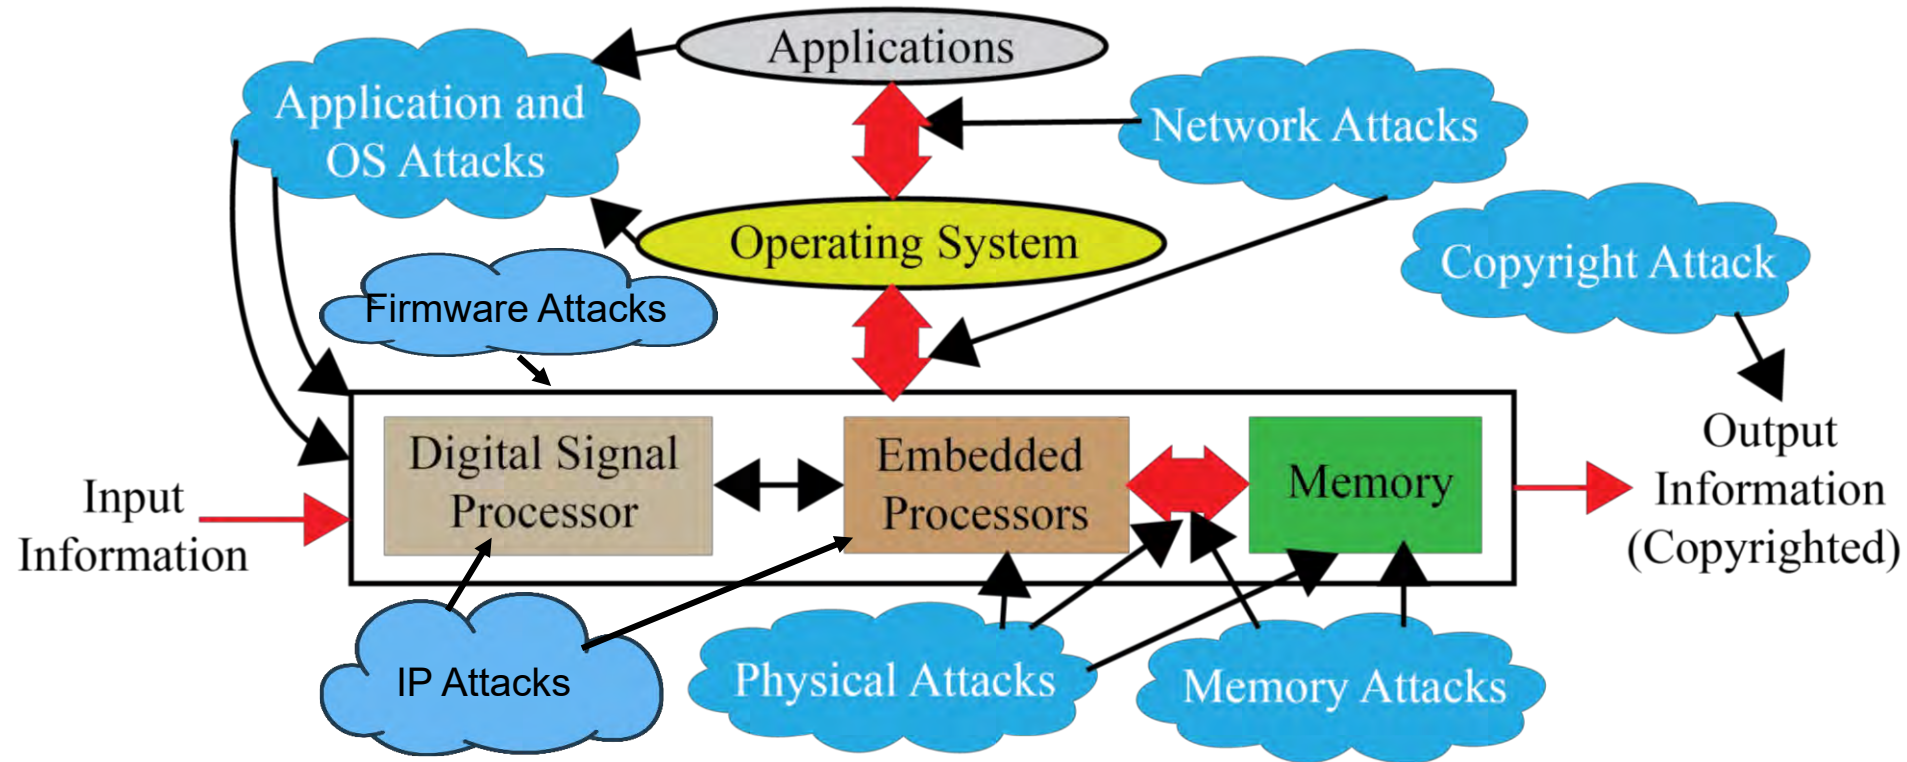 Applications
Application and
OS Attacks
Network Attacks
Operating System
Copyright Attack
Firmware Attacks
Digital Signal
Processor
Embedded
Processors
Memory
Input
Information
Output
Information
(Copyrighted)
IP Attacks
Physical Attacks
Memory Attacks